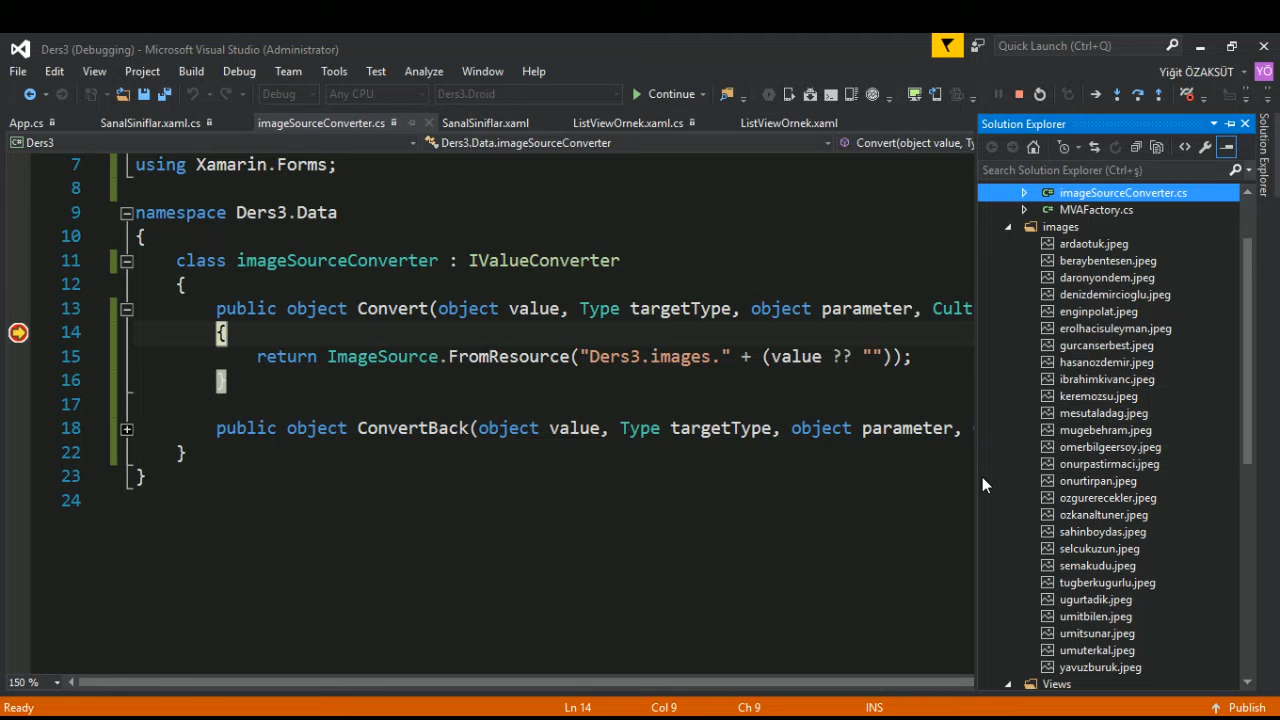 Ders3 (Debugging) - Microsoft Visual Studio (Administrator)
Quick Launch (Ctrl+Q)
File Edit View Project Build Debug Team Tools Test Analyze Window Help
Yiğit ÖZAKSÜT YÖ
Debug Any CPU Ders3.Droid Continue
App.cs SanalSiniflar.xaml.cs imageSourceConverter.cs SanalSınıflar.xaml ListViewOrnek.xaml.cs ListViewOrnek.xaml
Ders3 Ders3.Data.imageSourceConverter Convert(object value, Ty
7 using Xamarin.Forms;
8
9 namespace Ders3.Data
10 {
11 class imageSourceConverter : IValueConverter
12 {
13 public object Convert(object value, Type targetType, object parameter, Cult
14 {
15 return ImageSource.FromResource("Ders3.images." + (value ?? ""));
16 }
17
18 public object ConvertBack(object value, Type targetType, object parameter,
22 }
23 }
24
150 %
Solution Explorer
Search Solution Explorer (Ctrl+ş)
imageSourceConverter.cs
MVAFactory.cs
images
ardaotuk.jpeg
beraybentesen.jpeg
daronyondem.jpeg
denizdemircioglu.jpeg
enginpolat.jpeg
erolhacisuleyman.jpeg
gurcanserbest.jpeg
hasanozdemir.jpeg
ibrahimkivanc.jpeg
keremozsu.jpeg
mesutaladag.jpeg
mugebehram.jpeg
omerbilgeersoy.jpeg
onurpastirmaci.jpeg
onurtirpan.jpeg
ozgurerecekler.jpeg
ozkanaltuner.jpeg
sahinboydas.jpeg
selcukuzun.jpeg
semakudu.jpeg
tugberkugurlu.jpeg
ugurtadik.jpeg
umitbilen.jpeg
umitsunar.jpeg
umuterkal.jpeg
yavuzburuk.jpeg
Views
Solution Explorer
Ready Ln 14 Col 9 Ch 9 INS Publish